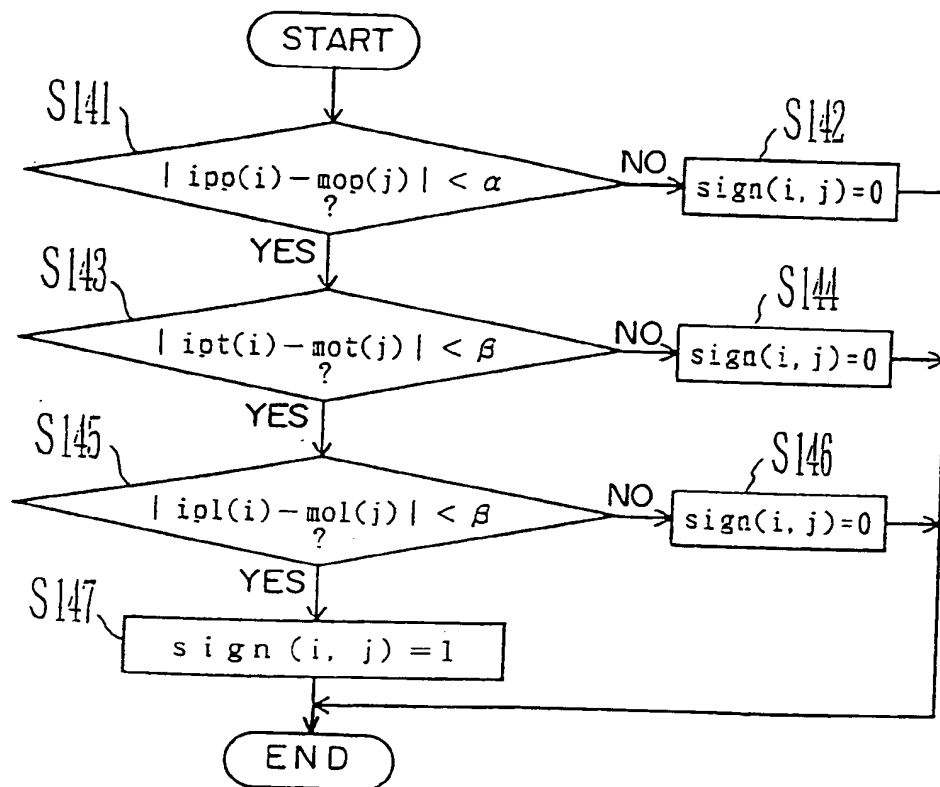 START
S141
| ipp(i)－mop(j) | < α
?
NO
S142
sign(i, j)=0
YES
S143
| ipt(i)－mot(j) | < β
?
NO
S144
sign(i, j)=0
YES
S145
| ipl(i)－mol(j) | < β
?
NO
S146
sign(i, j)=0
YES
S147
sign (i, j) =1
END